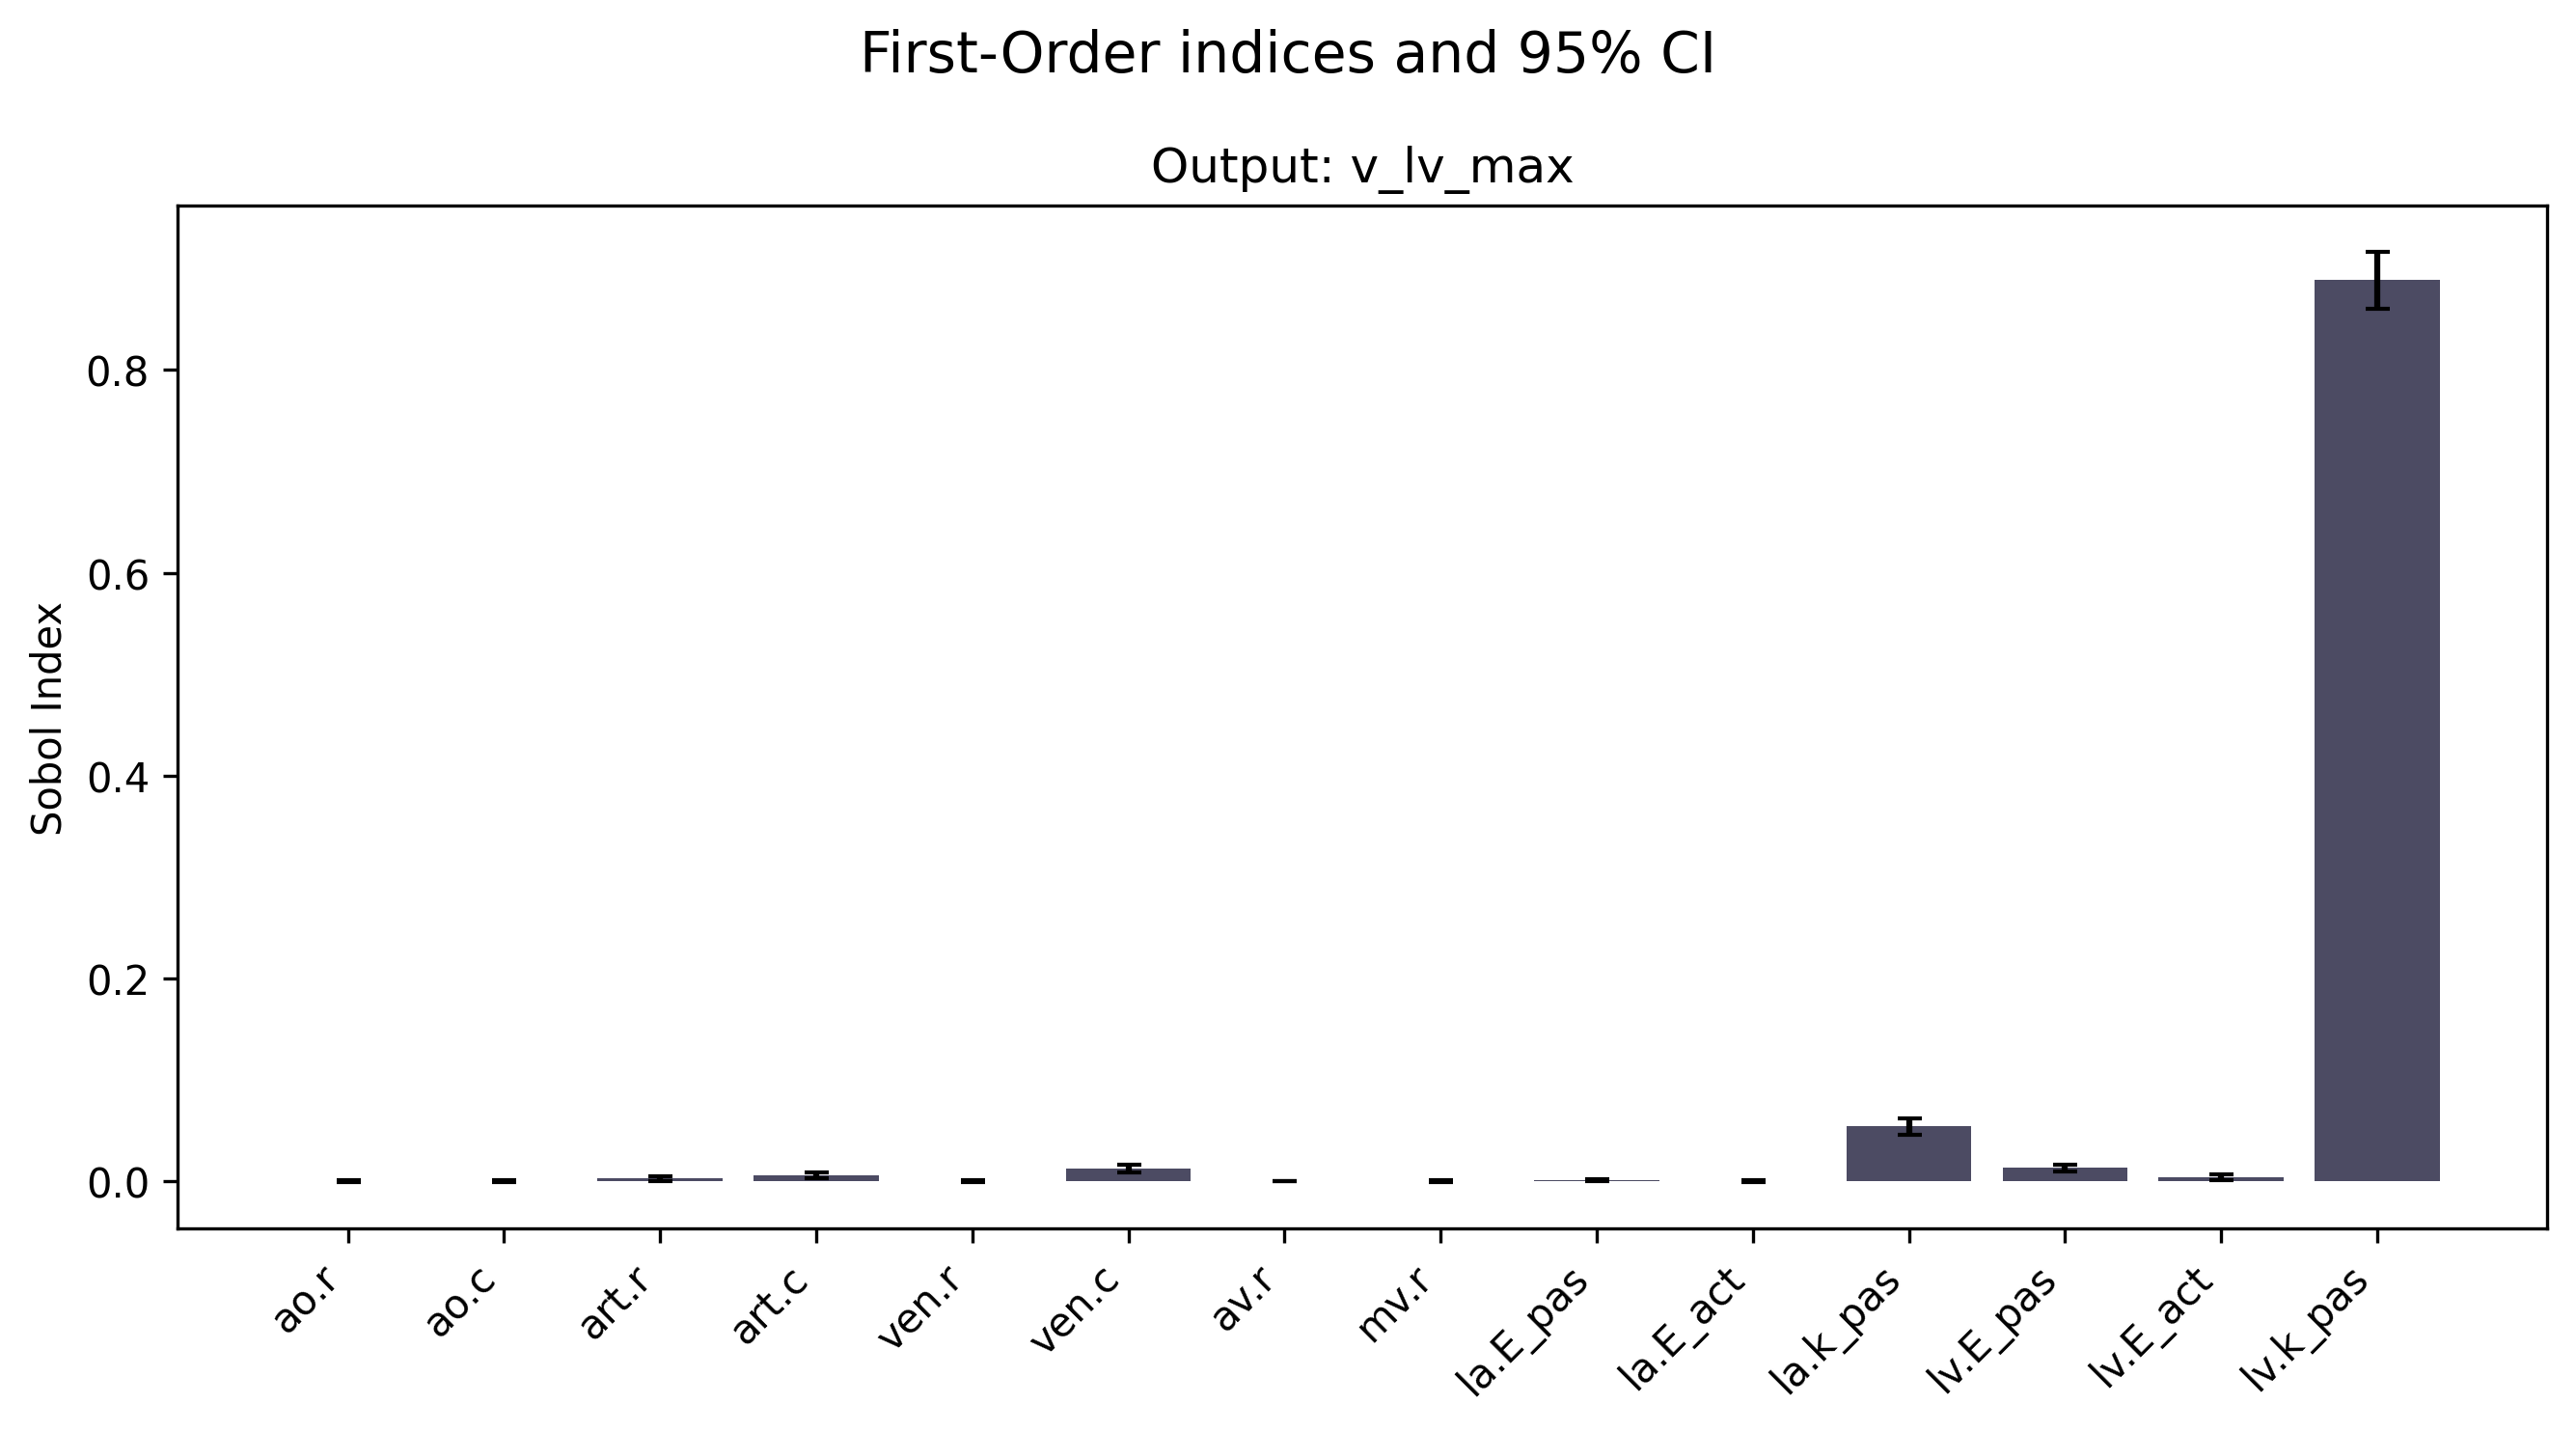 First-Order indices and 95% CI
Output: v_lv_max
Sobol Index
0.8
0.6
0.4
0.2
0.0
ao.r
ao.c
art.r
art.c
ven.r
ven.c
av.r
mv.r
la.E_pas
la.E_act
la.k_pas
lv.E_pas
lv.E_act
lv.k_pas